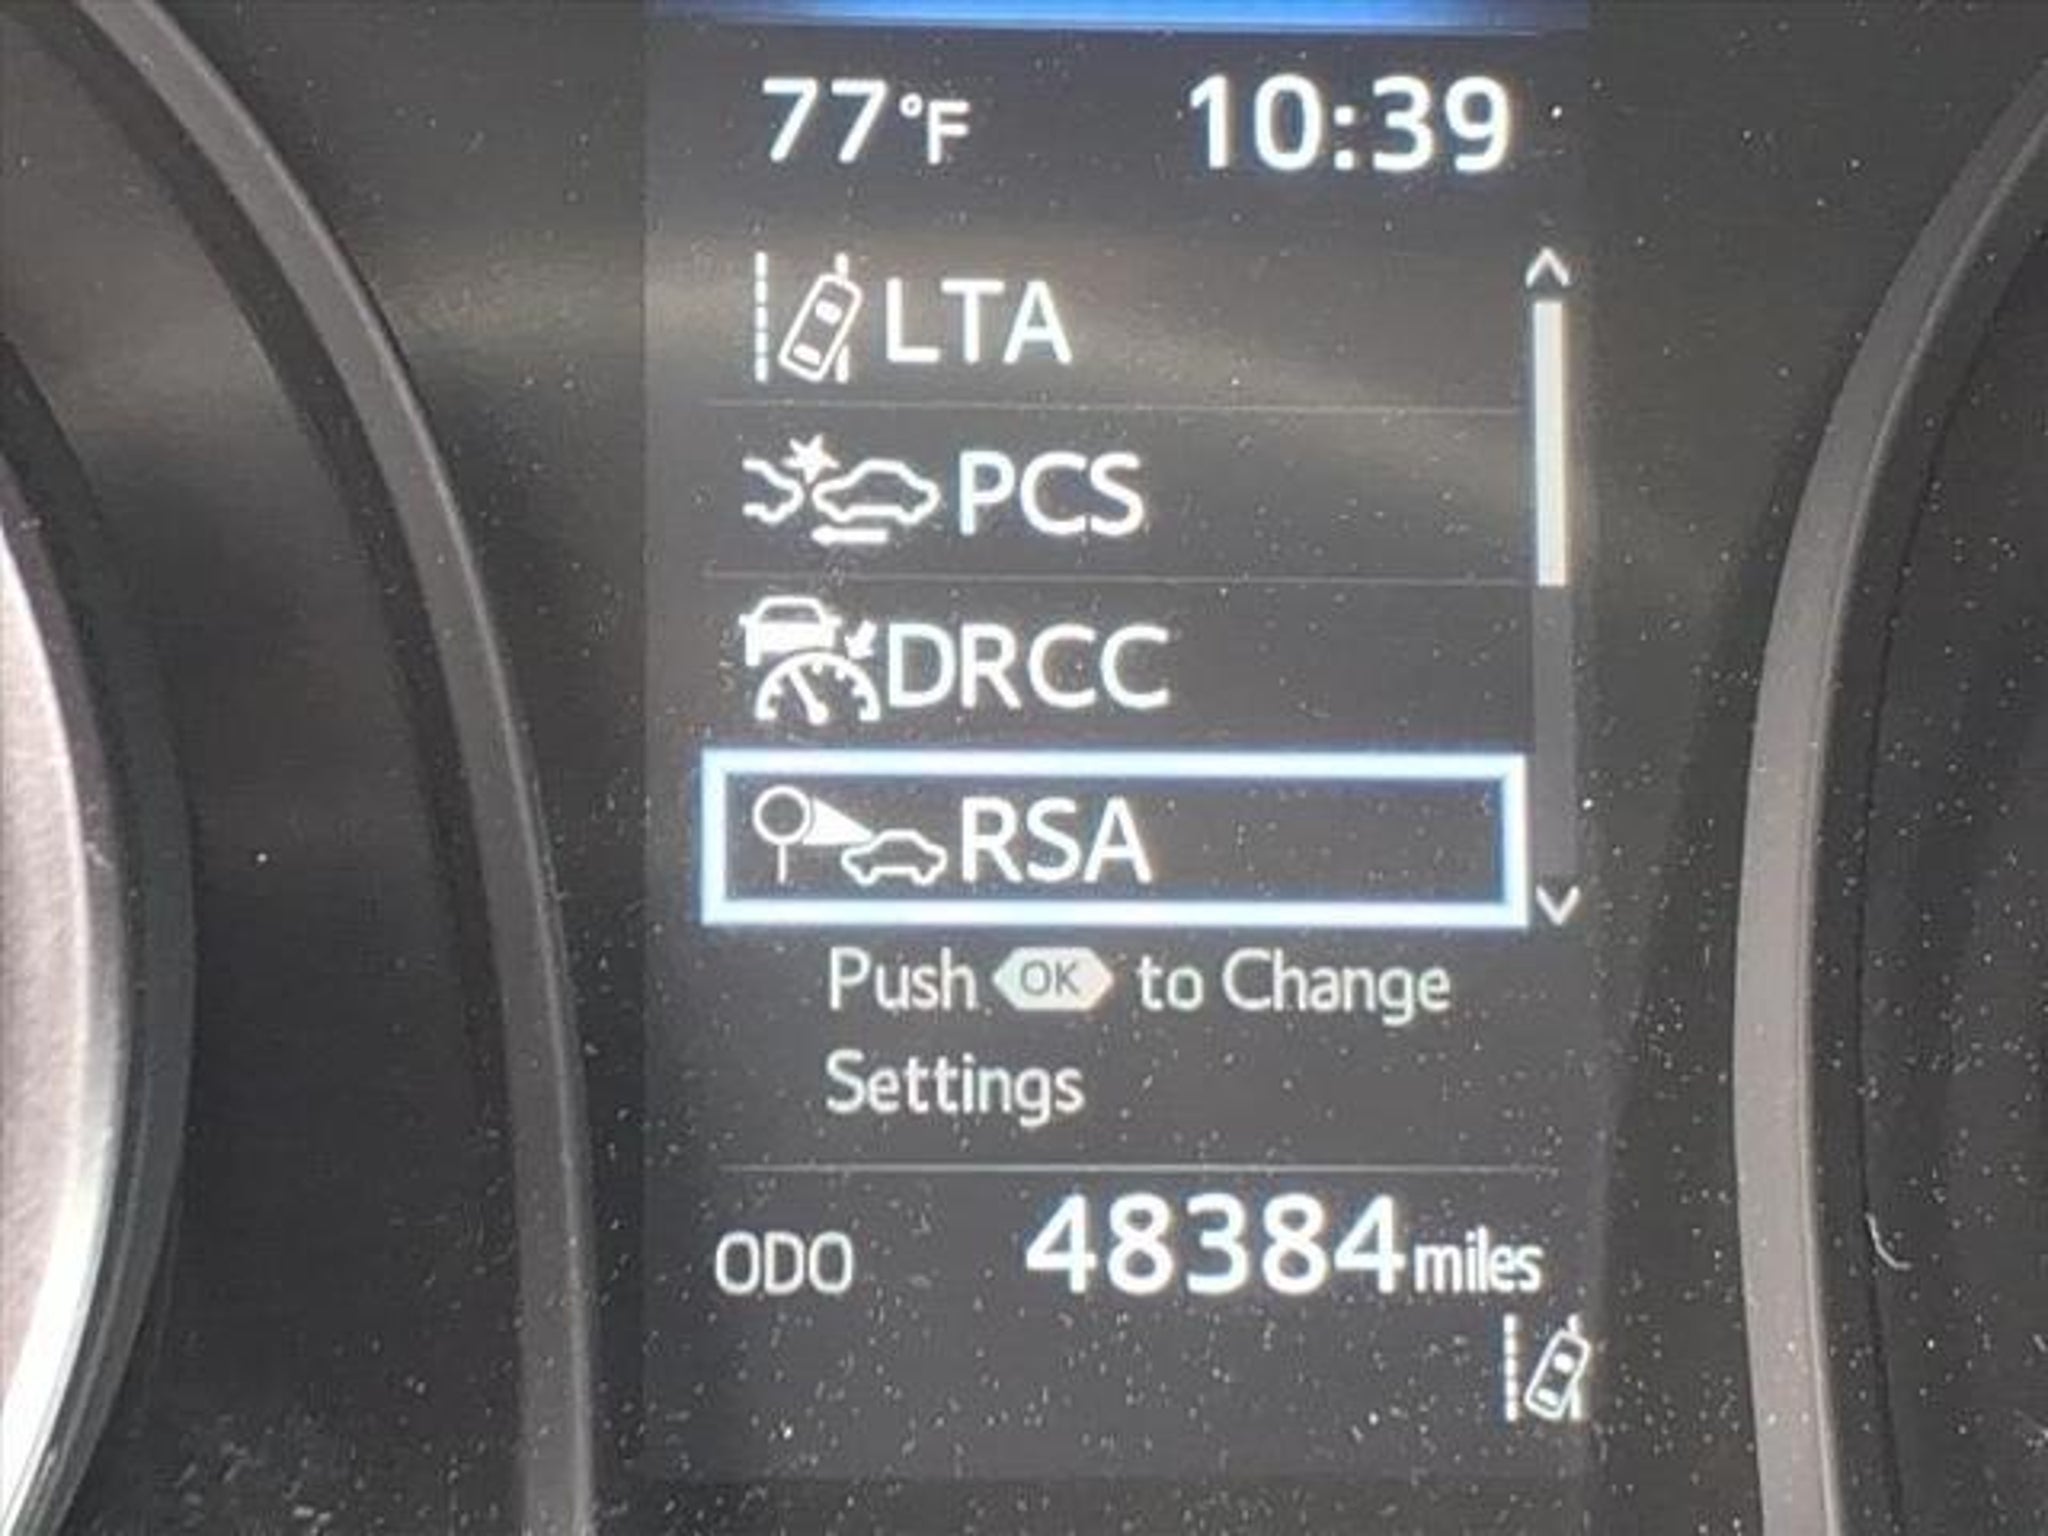 77°F 10:39
LTA
PCS
DRCC
RSA
Push OK to Change
Settings
ODO 48384 miles